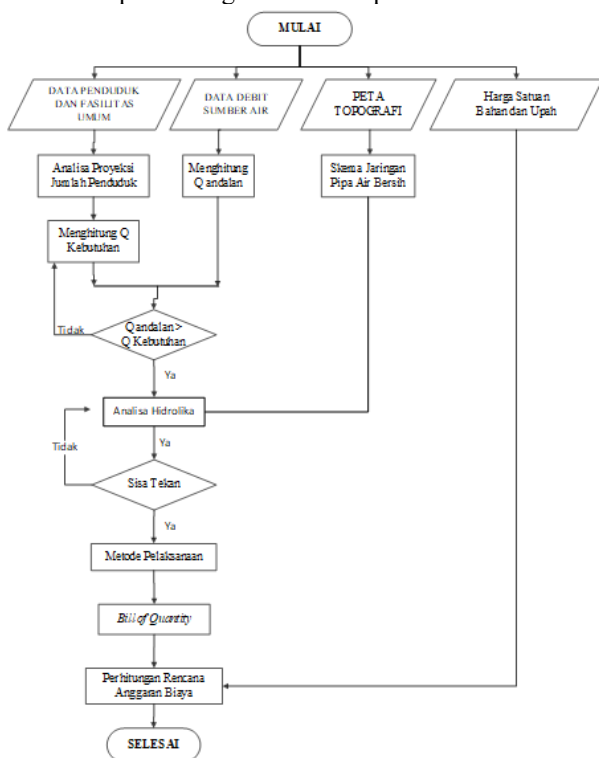 MULAI
DATA PENDUDUK
DAN FASILITAS
UMUM
DATA DEBIT
SUMBER AIR
PETA
TOPOGRAFI
Harga Satuan
Bahan dan Upah
Analisa Proyeksi
Jumlah Penduduk
Menghitung
Q andalan
Skema Jaringan
Pipa Air Bersih
Menghitung Q
Kebutuhan
Tidak
Q andalan >
Q Kebutuhan
Ya
Analisa Hidrolika
Ya
Tidak
Sisa Tekan
Ya
Metode Pelaksanaan
Bill of Quantity
Perhitungan Rencana
Anggaran Biaya
SELESAI